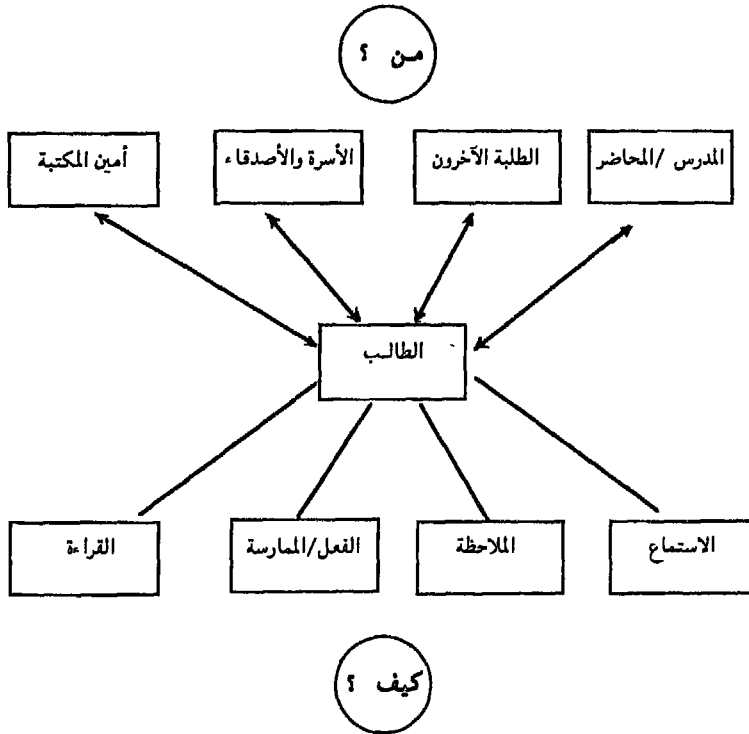 من ؟
المدرس / المحاضر
الطلبة الآخرون
الأسرة والأصدقاء
أمين المكتبة
الطالب
الاستماع
الملاحظة
الفعل/الممارسة
القراءة
كيف ؟